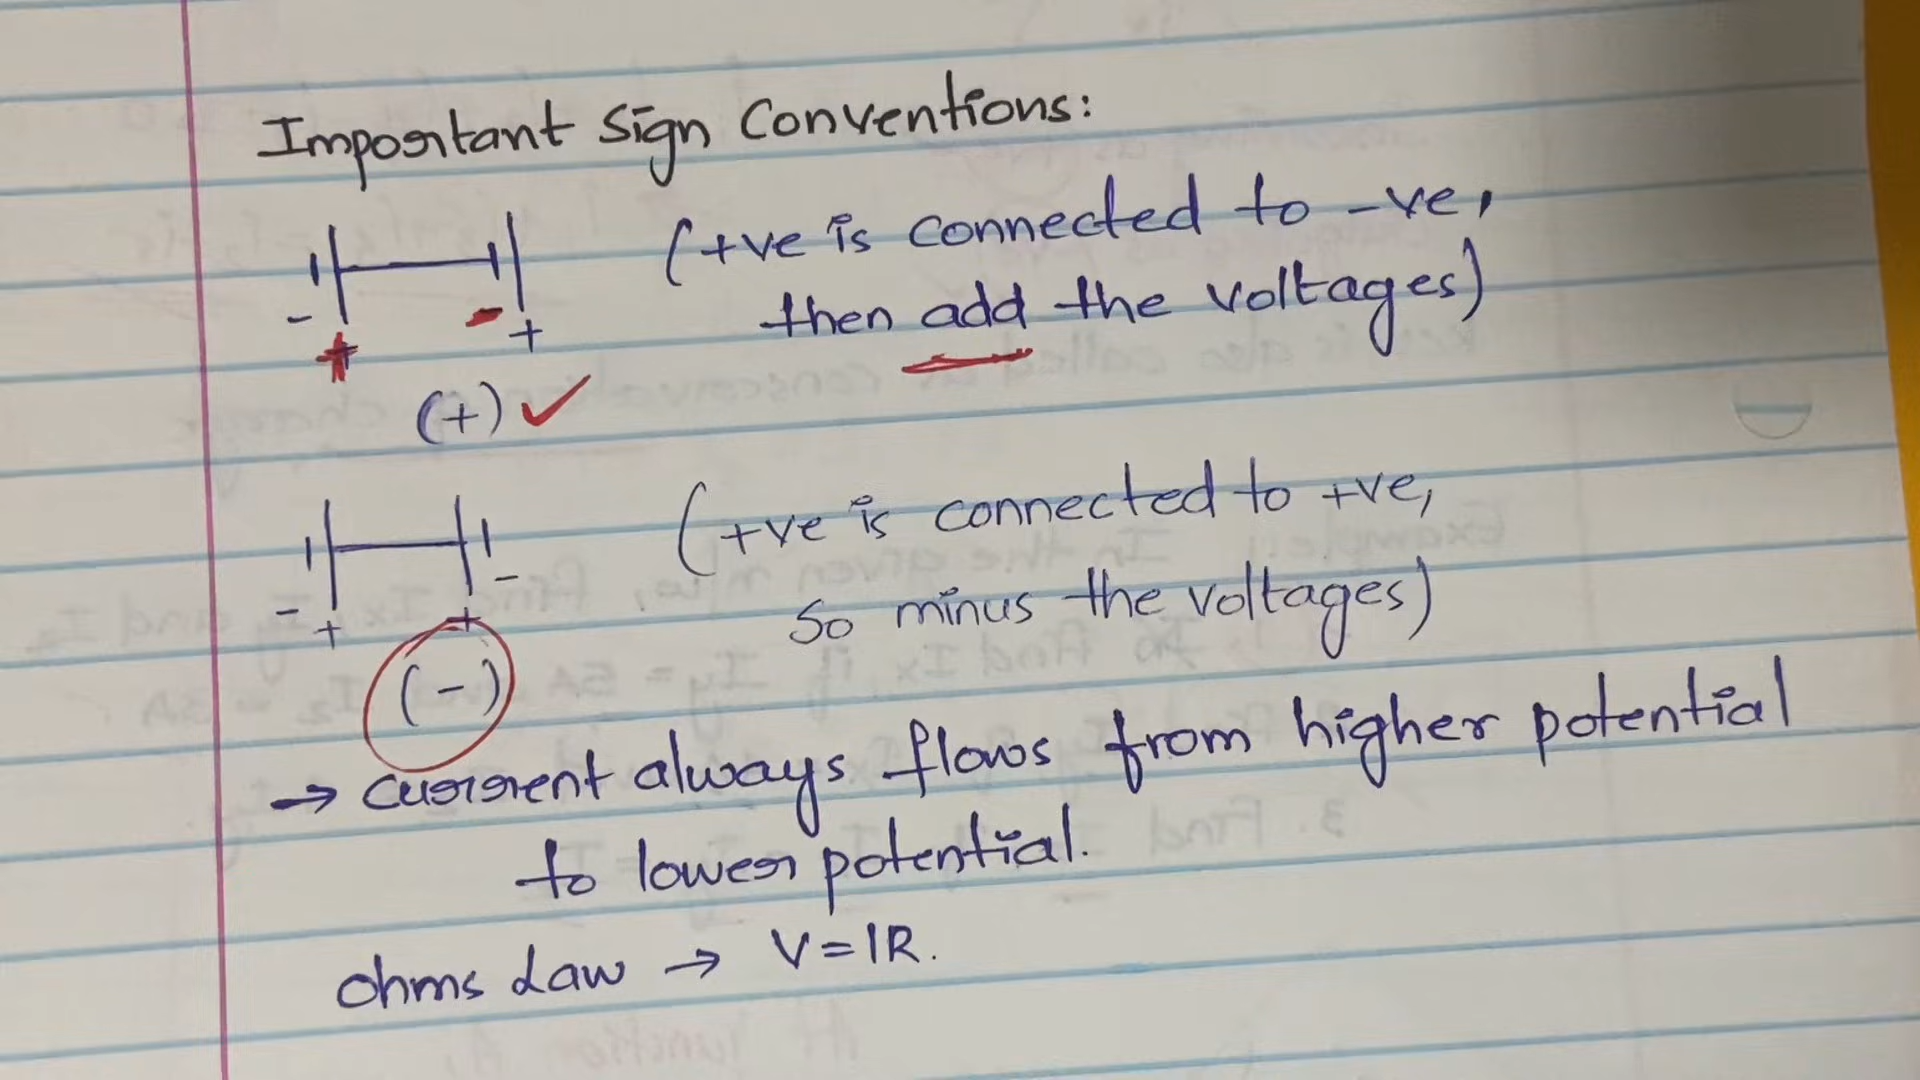 Important Sign Conventions:
(+ve is connected to -ve,
then add the voltages)
- + - +
(+)
(+ve is connected to +ve,
so minus the voltages)
- + + -
(-)
→ current always flows from higher potential
to lower potential.
ohms Law → V=IR.